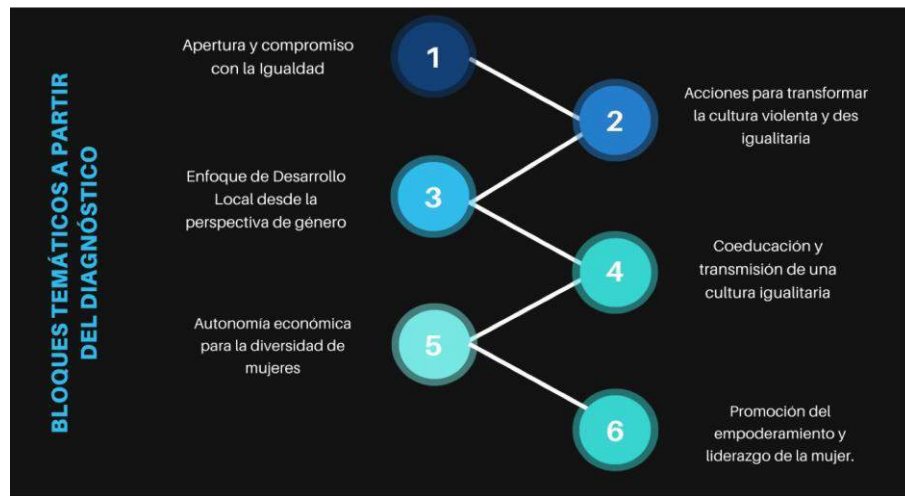 BLOQUES TEMÁTICOS A PARTIR
DEL DIAGNÓSTICO
Apertura y compromiso
con la Igualdad
1
2
Acciones para transformar
la cultura violenta y des
igualitaria
Enfoque de Desarrollo
Local desde la
perspectiva de género
3
4
Coeducación y
transmisión de una
cultura igualitaria
Autonomía económica
para la diversidad de
mujeres
5
6
Promoción del
empoderamiento y
liderazgo de la mujer.